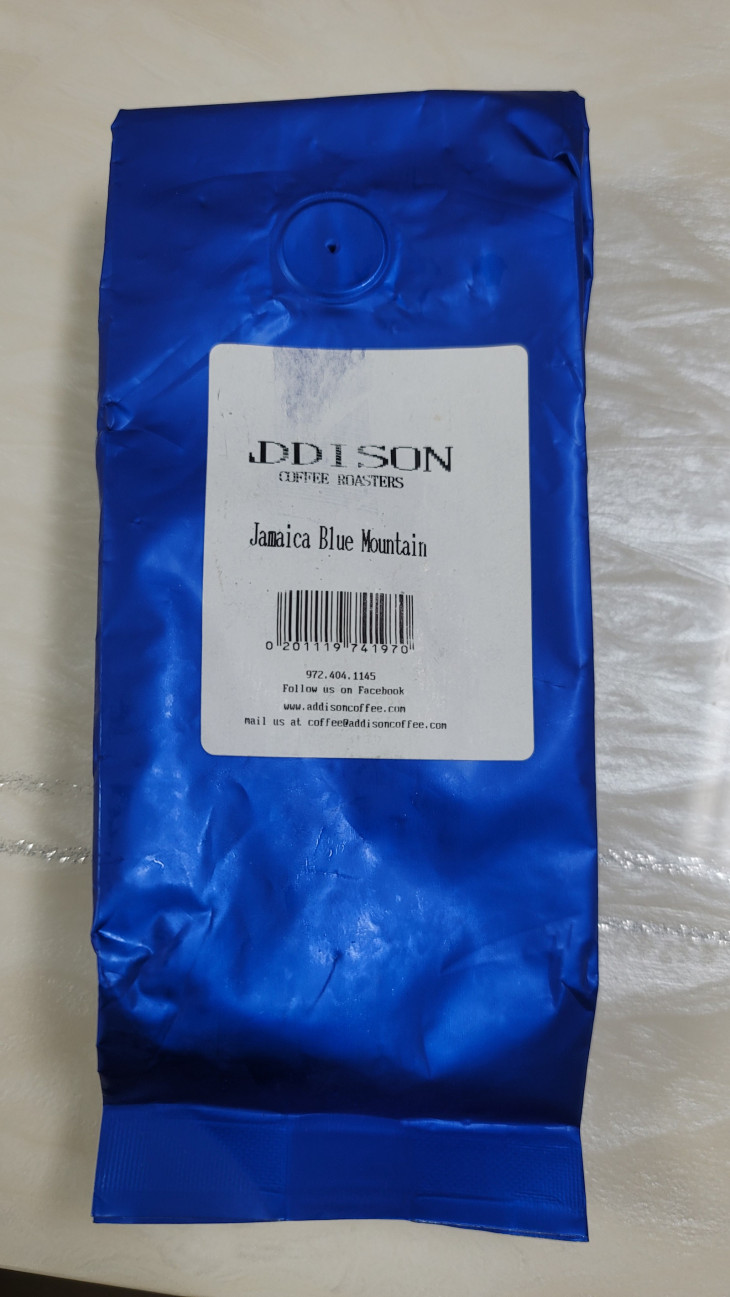 ADDISON
COFFEE ROASTERS
Jamaica Blue Mountain
0 201119 741970
972.404.1145
Follow us on Facebook
www.addisoncoffee.com
mail us at coffee@addisoncoffee.com